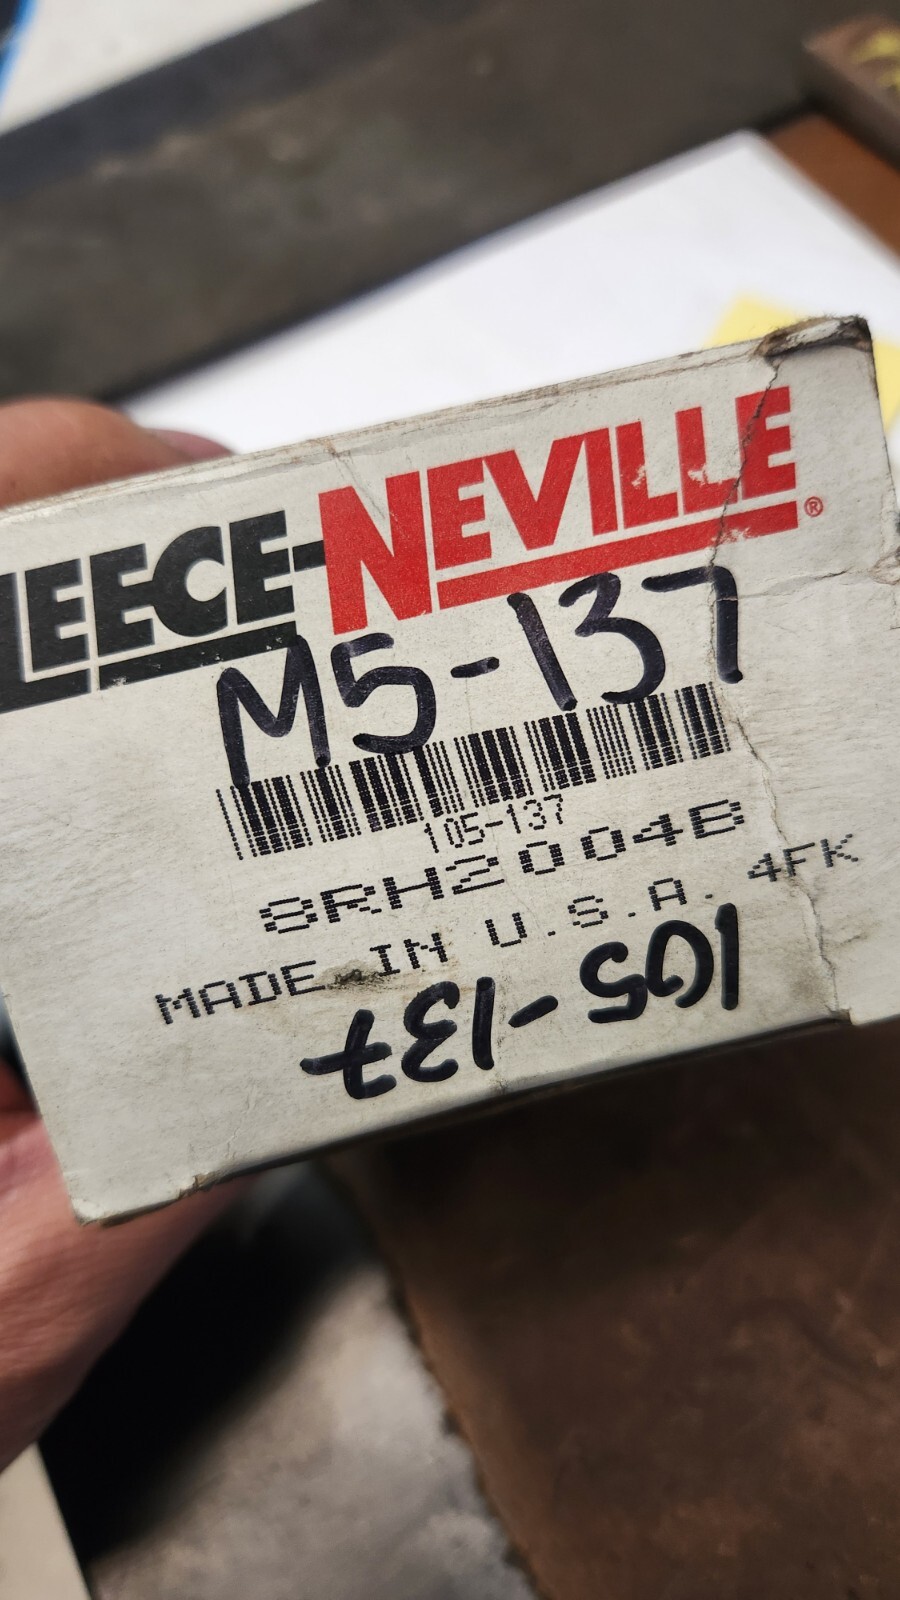 LEECE-NEVILLE®
M5-137
105-137
8RH2004B
MADE IN U.S.A. 4FK
105-137